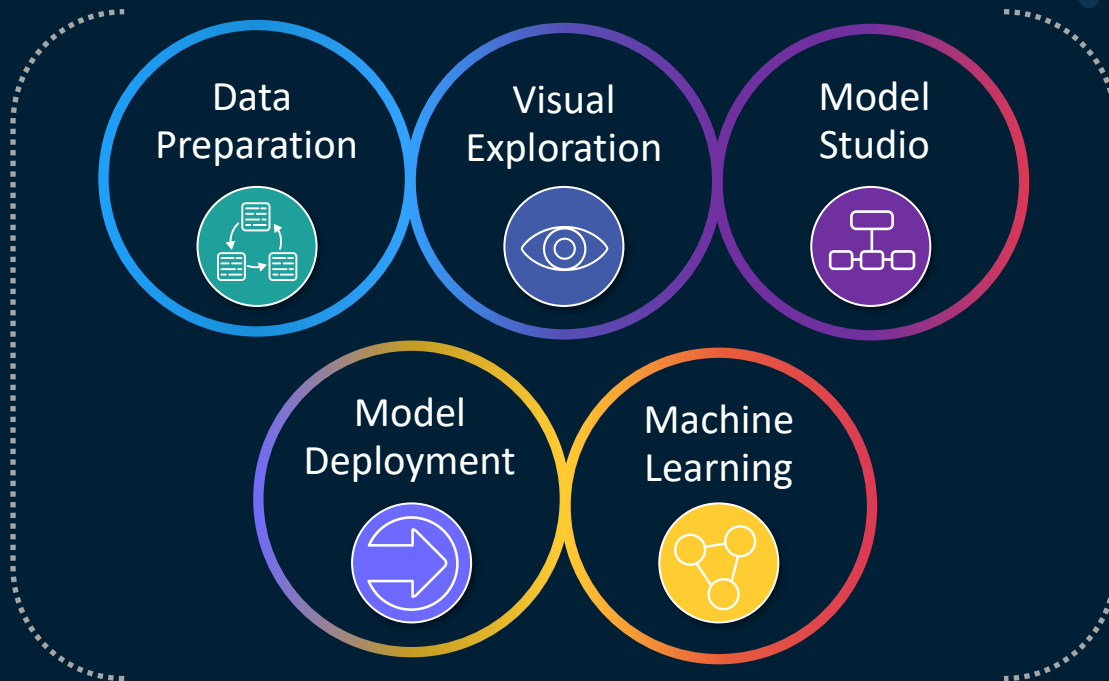 Data
Preparation
Visual
Exploration
Model
Studio
Model
Deployment
Machine
Learning